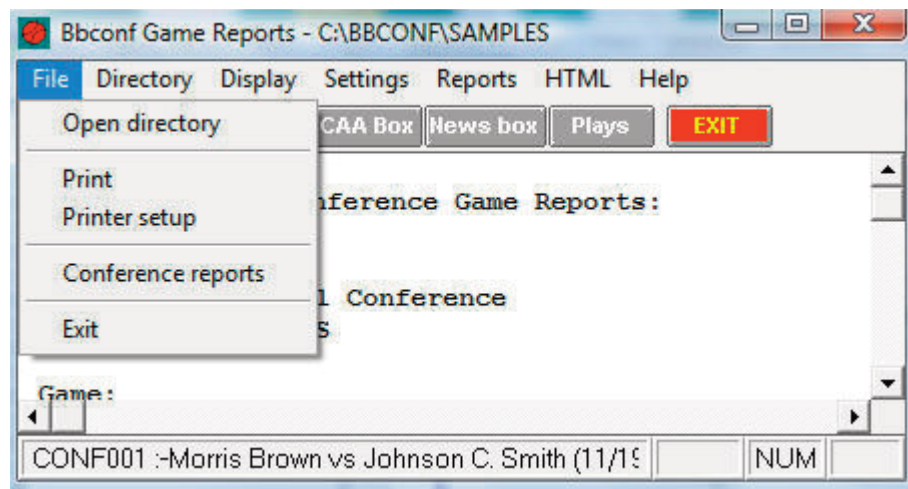 Bbconf Game Reports - C:\BBCONF\SAMPLES
File Directory Display Settings Reports HTML Help
Open directory
CAA Box News box Plays EXIT
Print
Printer setup
nference Game Reports:
Conference reports
l Conference
Exit
S
Game:
CONF001 :-Morris Brown vs Johnson C. Smith (11/19
NUM